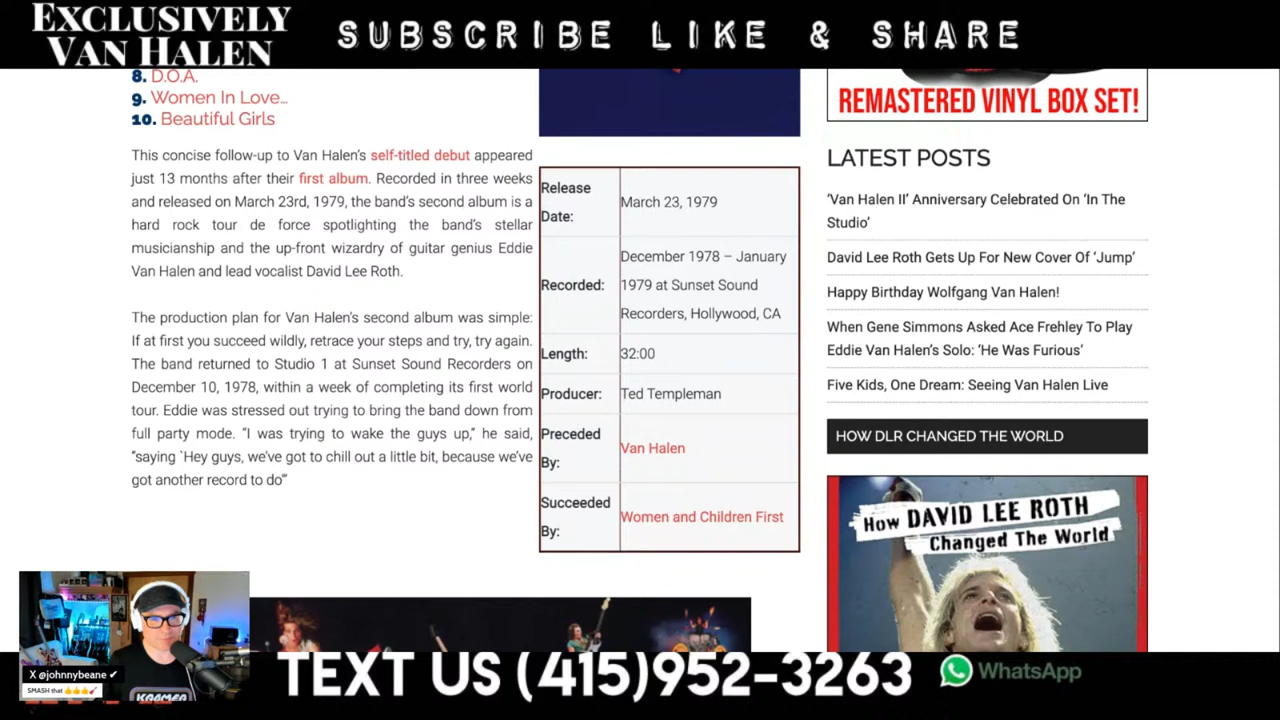 EXCLUSIVELY
VAN HALEN
SUBSCRIBE LIKE & SHARE
8. D.O.A.
9. Women In Love...
10. Beautiful Girls
This concise follow-up to Van Halen's self-titled debut appeared
just 13 months after their first album. Recorded in three weeks
and released on March 23rd, 1979, the band's second album is a
hard rock tour de force spotlighting the band's stellar
musicianship and the up-front wizardry of guitar genius Eddie
Van Halen and lead vocalist David Lee Roth.
The production plan for Van Halen's second album was simple:
If at first you succeed wildly, retrace your steps and try, try again.
The band returned to Studio 1 at Sunset Sound Recorders on
December 10, 1978, within a week of completing its first world
tour. Eddie was stressed out trying to bring the band down from
full party mode. “I was trying to wake the guys up,” he said,
“saying `Hey guys, we've got to chill out a little bit, because we've
got another record to do'”
Release
Date:
March 23, 1979
Recorded:
December 1978 – January
1979 at Sunset Sound
Recorders, Hollywood, CA
Length:
32:00
Producer:
Ted Templeman
Preceded
By:
Van Halen
Succeeded
By:
Women and Children First
REMASTERED VINYL BOX SET!
LATEST POSTS
‘Van Halen II’ Anniversary Celebrated On ‘In The
Studio’
David Lee Roth Gets Up For New Cover Of ‘Jump’
Happy Birthday Wolfgang Van Halen!
When Gene Simmons Asked Ace Frehley To Play
Eddie Van Halen’s Solo: ‘He Was Furious’
Five Kids, One Dream: Seeing Van Halen Live
HOW DLR CHANGED THE WORLD
How DAVID LEE ROTH
Changed The World
X @johnnybeane
SMASH that
KRAMER
TEXT US (415)952-3263
WhatsApp